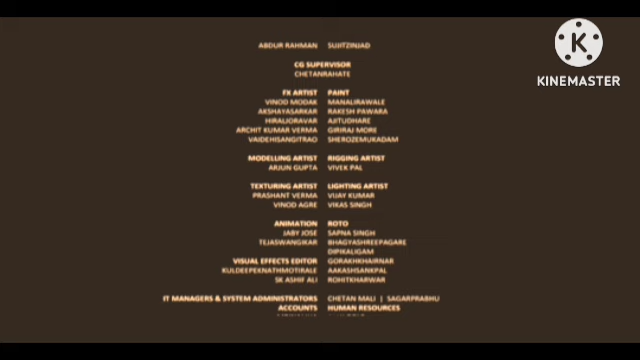 ABDUR RAHMAN SUJITZINJAD
CG SUPERVISOR
CHETANRAHATE
FX ARTIST PAINT
VINOD MODAK MANALIRAWALE
AKSHAYASARKAR RAKESH PAWARA
HIRALJORAVAR AJITUDHARE
ARCHIT KUMAR VERMA GIRIRAJ MORE
VAIDEHISANGITRAO SHEROZEMUKADAM
MODELLING ARTIST RIGGING ARTIST
ARJUN GUPTA VIVEK PAL
TEXTURING ARTIST LIGHTING ARTIST
PRASHANT VERMA VIJAY KUMAR
VINOD AGRE VIKAS SINGH
ANIMATION ROTO
JABY JOSE SAPNA SINGH
TEJASWANGIKAR BHAGYASHREEPAGARE
DIPIKALIGAM
VISUAL EFFECTS EDITOR GORAKHKHAIRNAR
KULDEEPEKNATHMOTIRALE AAKASHSANKPAL
SK ASHIF ALI ROHITKHARWAR
IT MANAGERS & SYSTEM ADMINISTRATORS CHETAN MALI | SAGARPRABHU
ACCOUNTS HUMAN RESOURCES
K
KINEMASTER